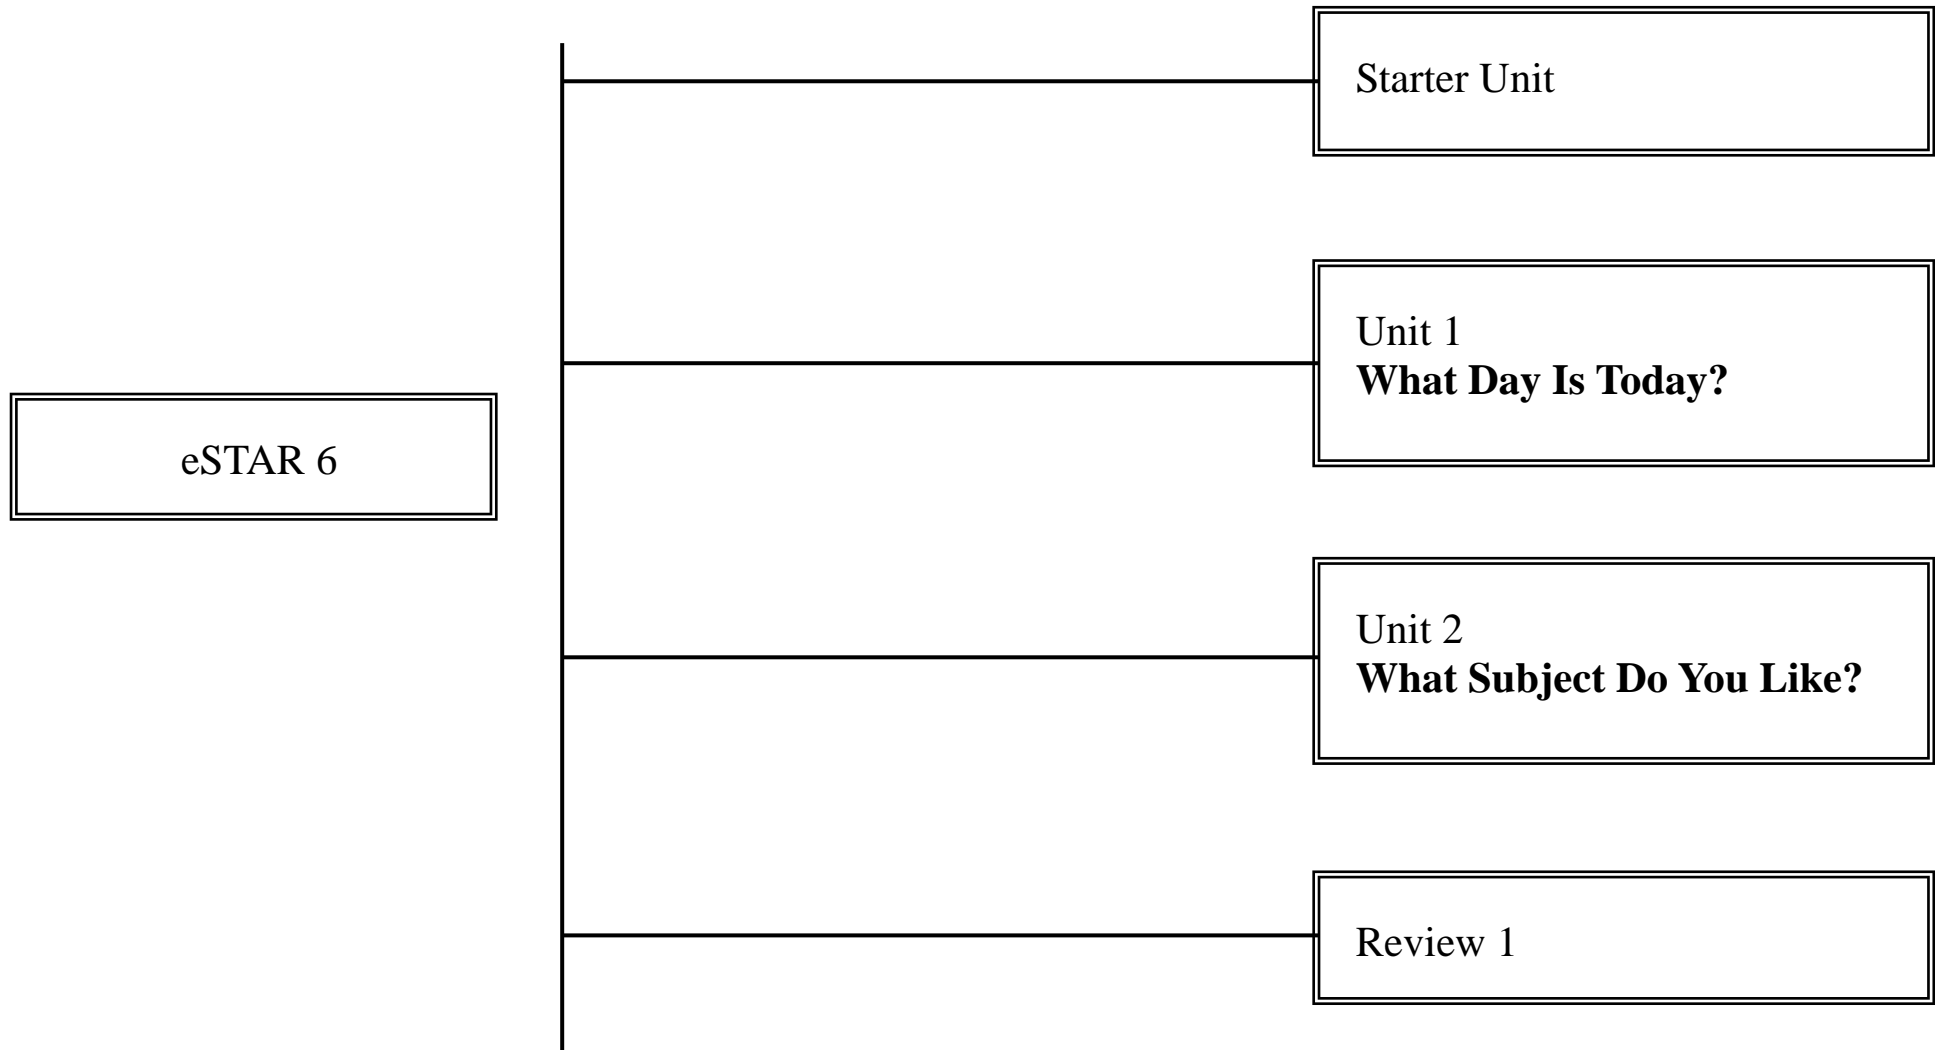 Starter Unit
Unit 1
What Day Is Today?
eSTAR 6
Unit 2
What Subject Do You Like?
Review 1